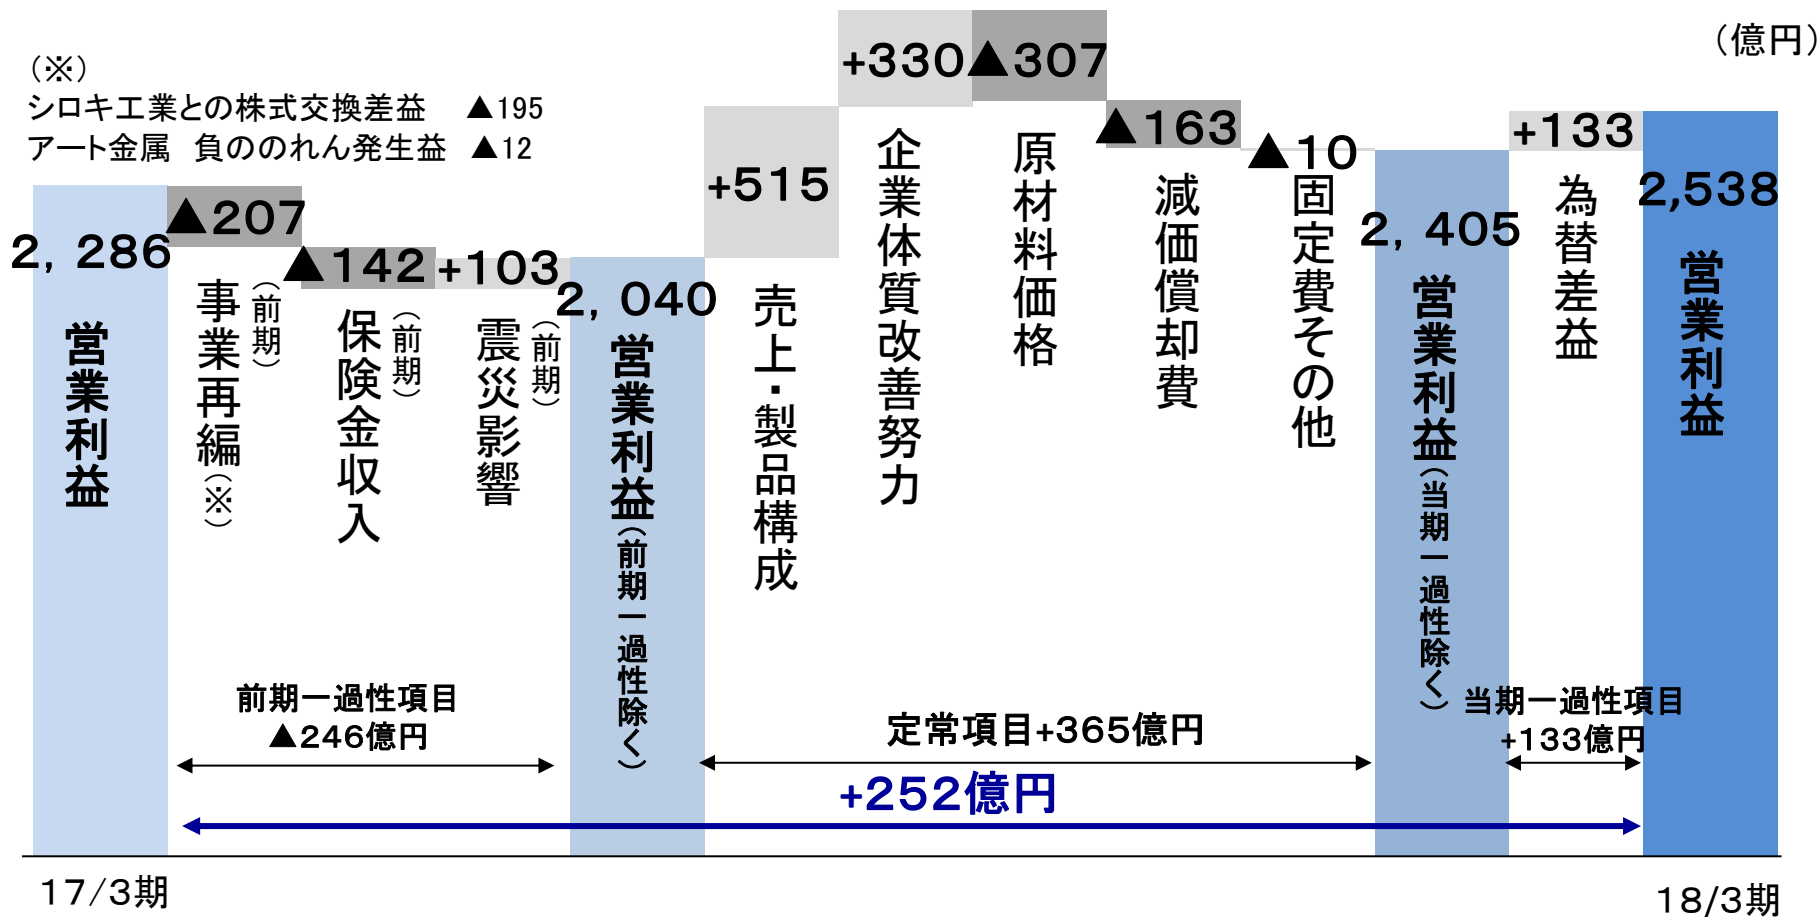 （億円）
（※）
シロキ工業との株式交換差益　▲195
アート金属　負ののれん発生益　▲12
2，286
営業利益
▲207
事業再編（※）
（前期）
▲142
保険金収入
（前期）
+103
震災影響
（前期）
2，040
営業利益（前期一過性除く）
+515
売上・製品構成
+330
企業体質改善努力
▲307
原材料価格
▲163
減価償却費
▲10
固定費その他
2，405
営業利益（当期一過性除く）
+133
為替差益
2,538
営業利益
前期一過性項目
▲246億円
定常項目+365億円
当期一過性項目
+133億円
+252億円
17/3期
18/3期